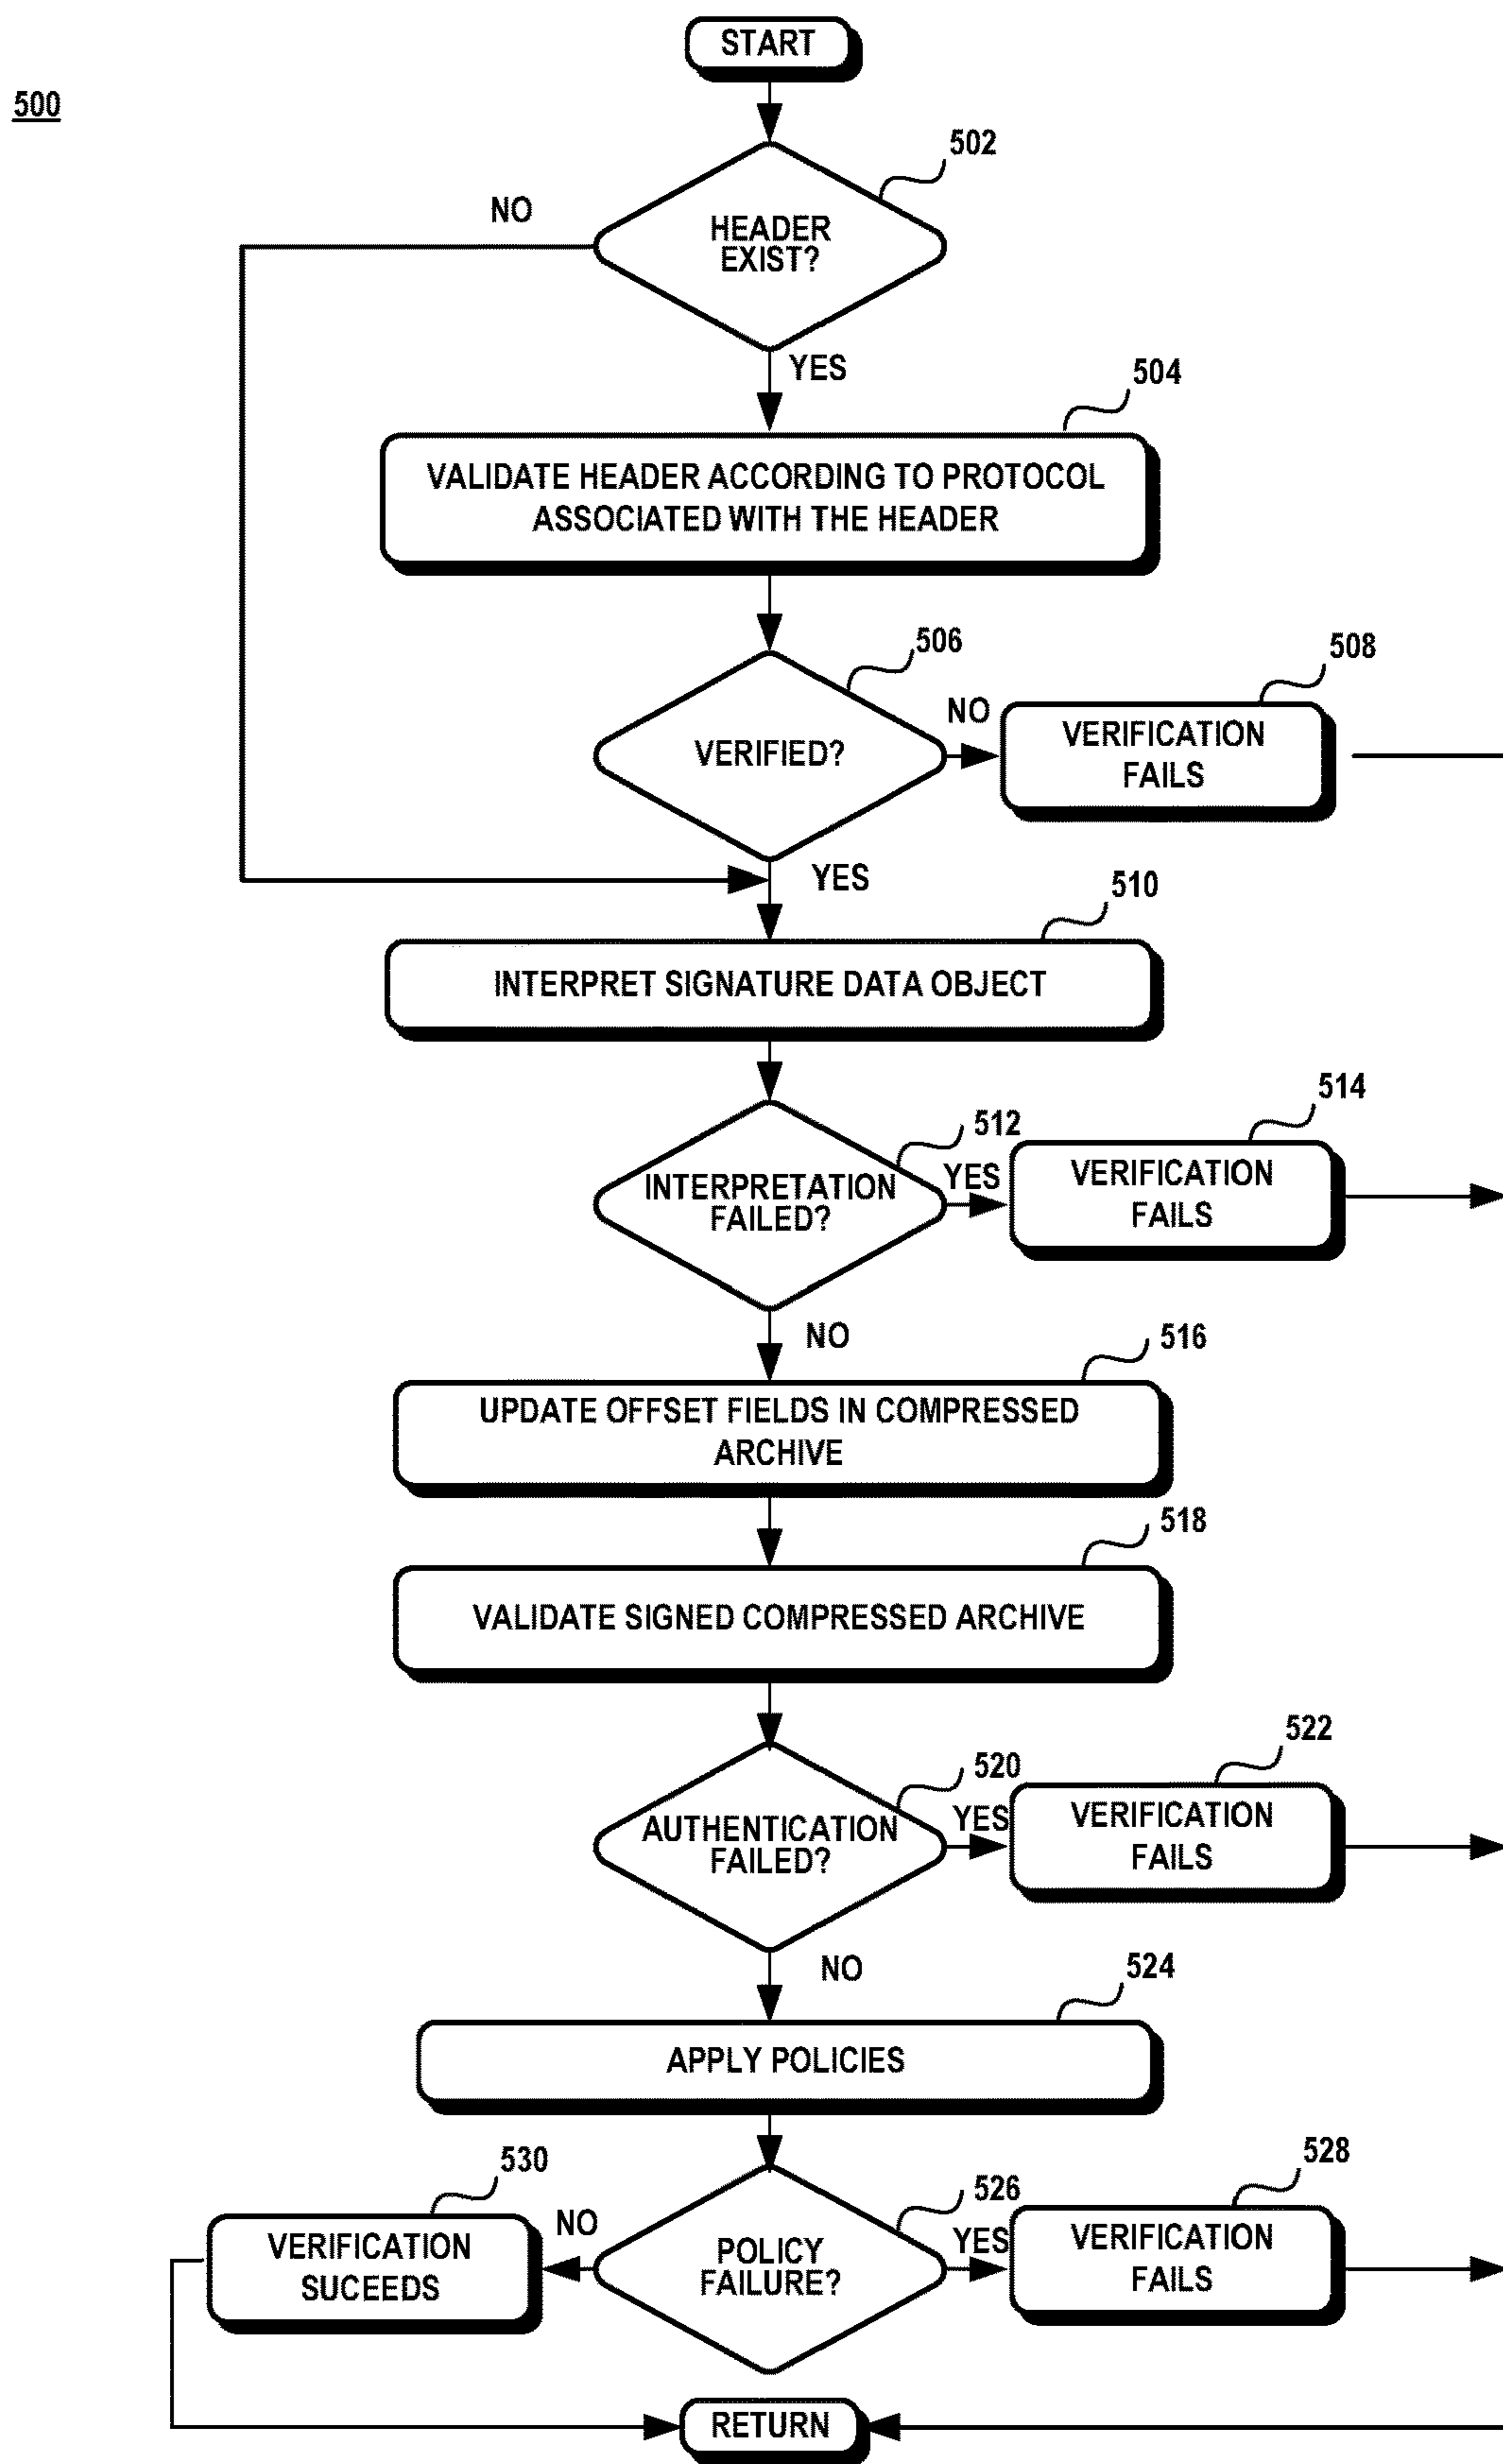 START
500
502
NO
HEADER
EXIST?
YES
504
VALIDATE HEADER ACCORDING TO PROTOCOL
ASSOCIATED WITH THE HEADER
506
508
NO
VERIFIED?
VERIFICATION
FAILS
YES
510
INTERPRET SIGNATURE DATA OBJECT
512
514
YES
INTERPRETATION
FAILED?
VERIFICATION
FAILS
NO
516
UPDATE OFFSET FIELDS IN COMPRESSED
ARCHIVE
518
VALIDATE SIGNED COMPRESSED ARCHIVE
520
522
YES
AUTHENTICATION
FAILED?
VERIFICATION
FAILS
NO
524
APPLY POLICIES
530
526
528
NO
YES
VERIFICATION
SUCEEDS
POLICY
FAILURE?
VERIFICATION
FAILS
RETURN